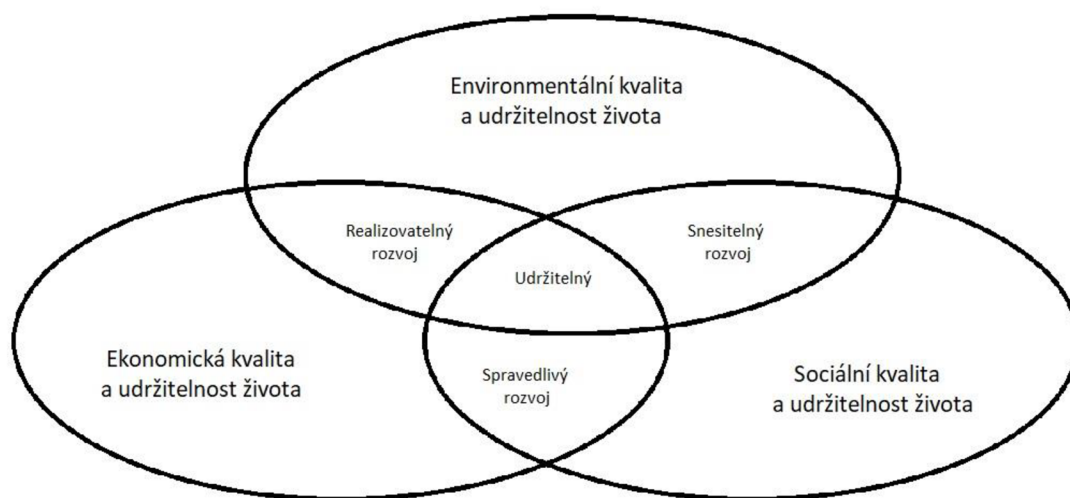 Environmentální kvalita
a udržitelnost života
Realizovatelný
rozvoj
Snesitelný
rozvoj
Udržitelný
Ekonomická kvalita
a udržitelnost života
Spravedlivý
rozvoj
Sociální kvalita
a udržitelnost života